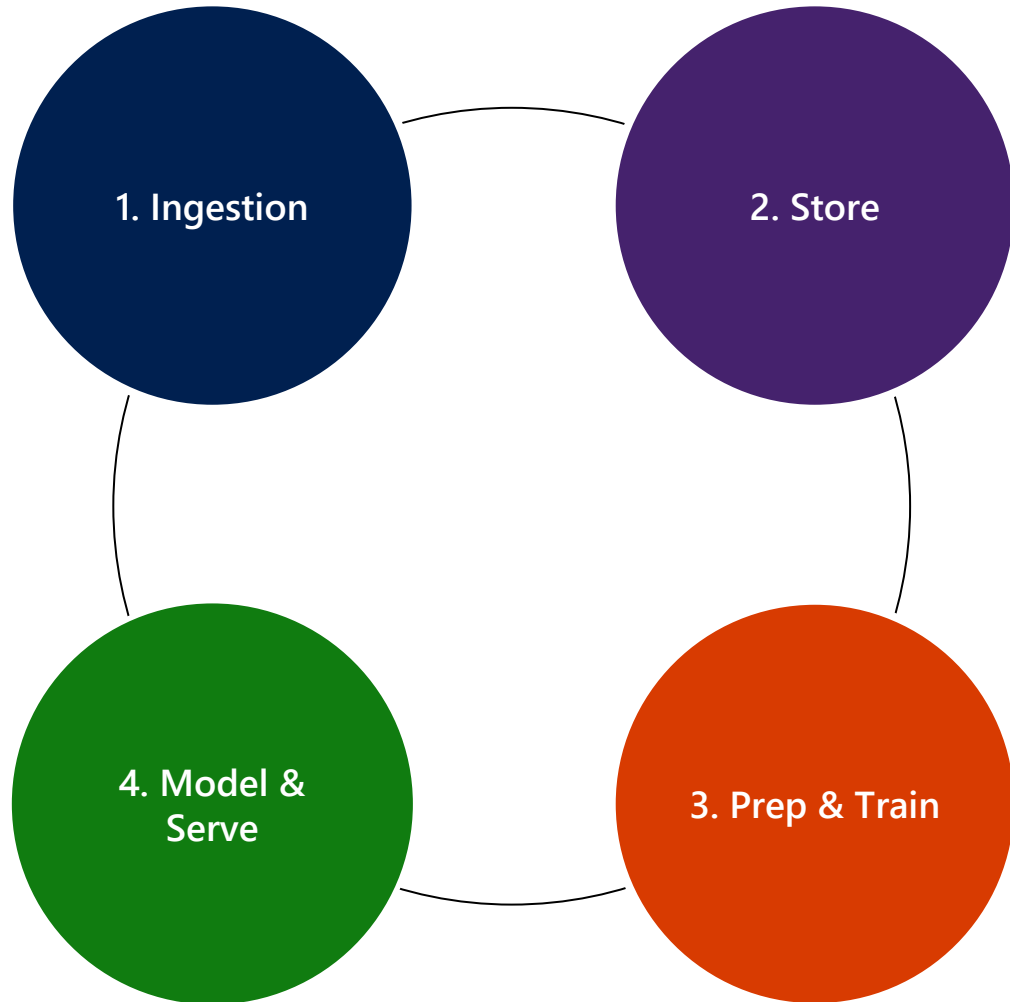 1. Ingestion
2. Store
3. Prep & Train
4. Model &
Serve